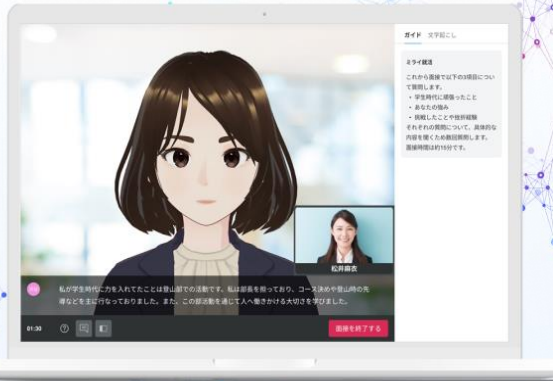 ガイド 文字起こし
ミライ就活
これから面接で以下の3項目につい
て質問します。
・ 学生時代に頑張ったこと
・ あなたの強み
・ 挑戦したことや挫折経験
それぞれの質問について、具体的な
内容を聞くため数回質問します。
面接時間は約15分です。
松井麻衣
私が学生時代に力を入れてたことは登山部での活動です。私は部長を担っており、コース決めや登山時の先
導などを主に行なっておりました。また、この部活動を通じて人へ働きかける大切さを学びました。
01:30
面接を終了する